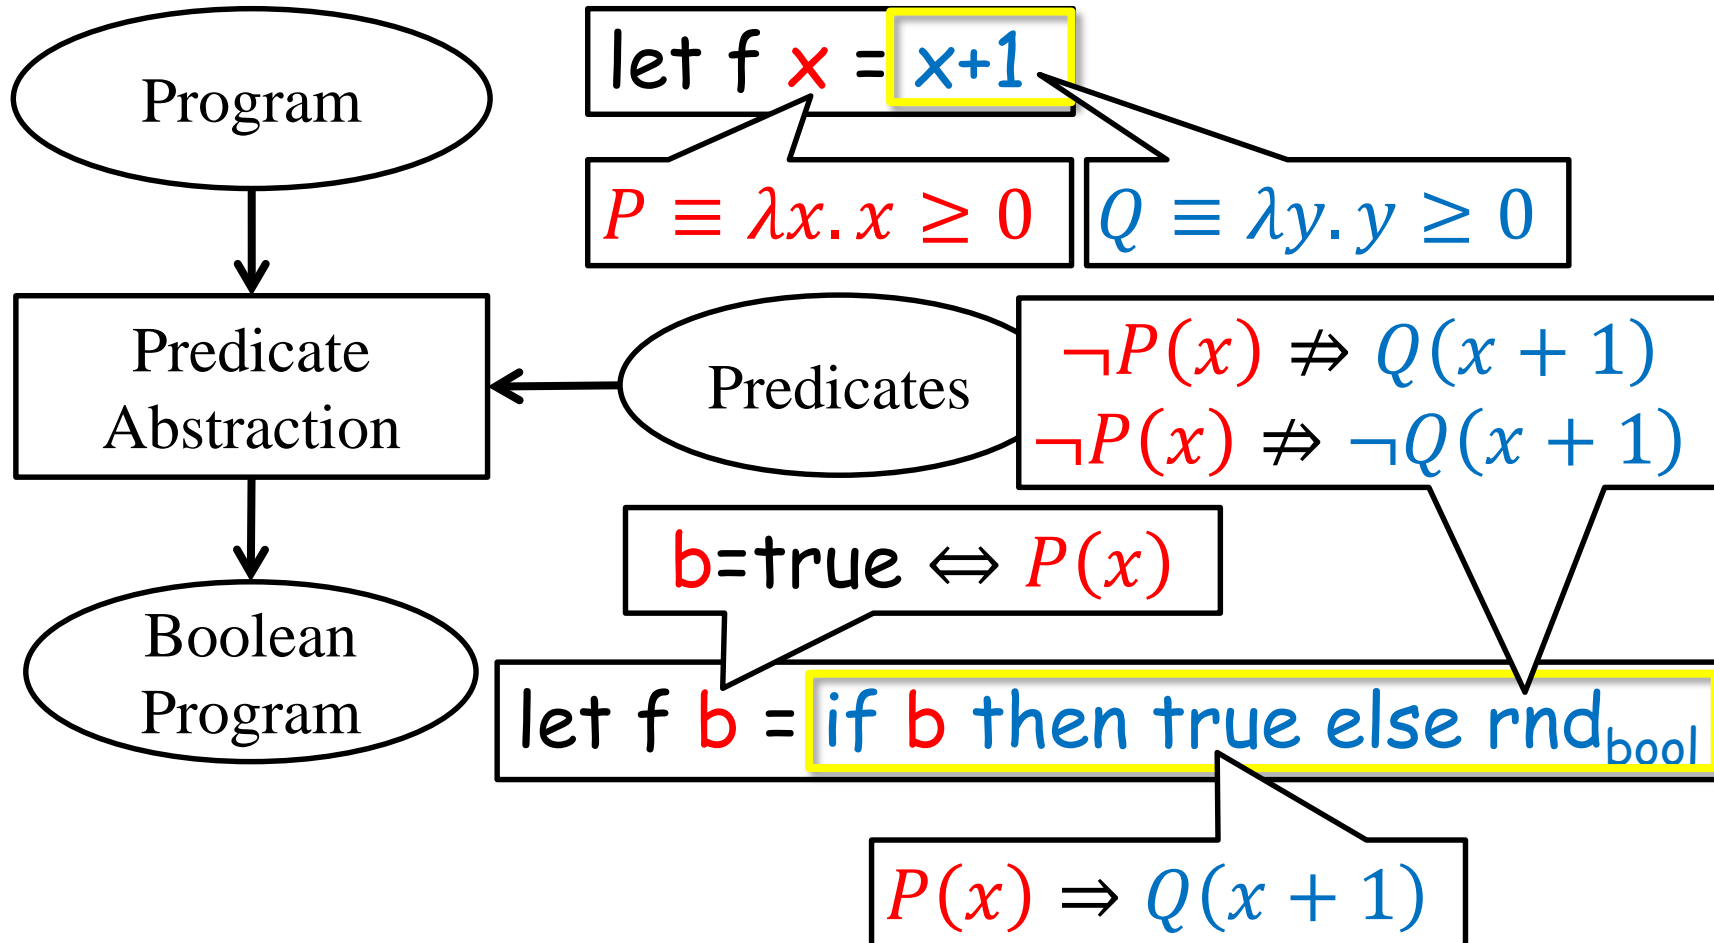 Program
let f x = x+1
P ≡ λx. x ≥ 0
Q ≡ λy. y ≥ 0
Predicate
Abstraction
Predicates
¬P(x) ⇏ Q(x + 1)
¬P(x) ⇏ ¬Q(x + 1)
b=true ⇔ P(x)
Boolean
Program
let f b = if b then true else rnd_bool
P(x) ⇒ Q(x + 1)